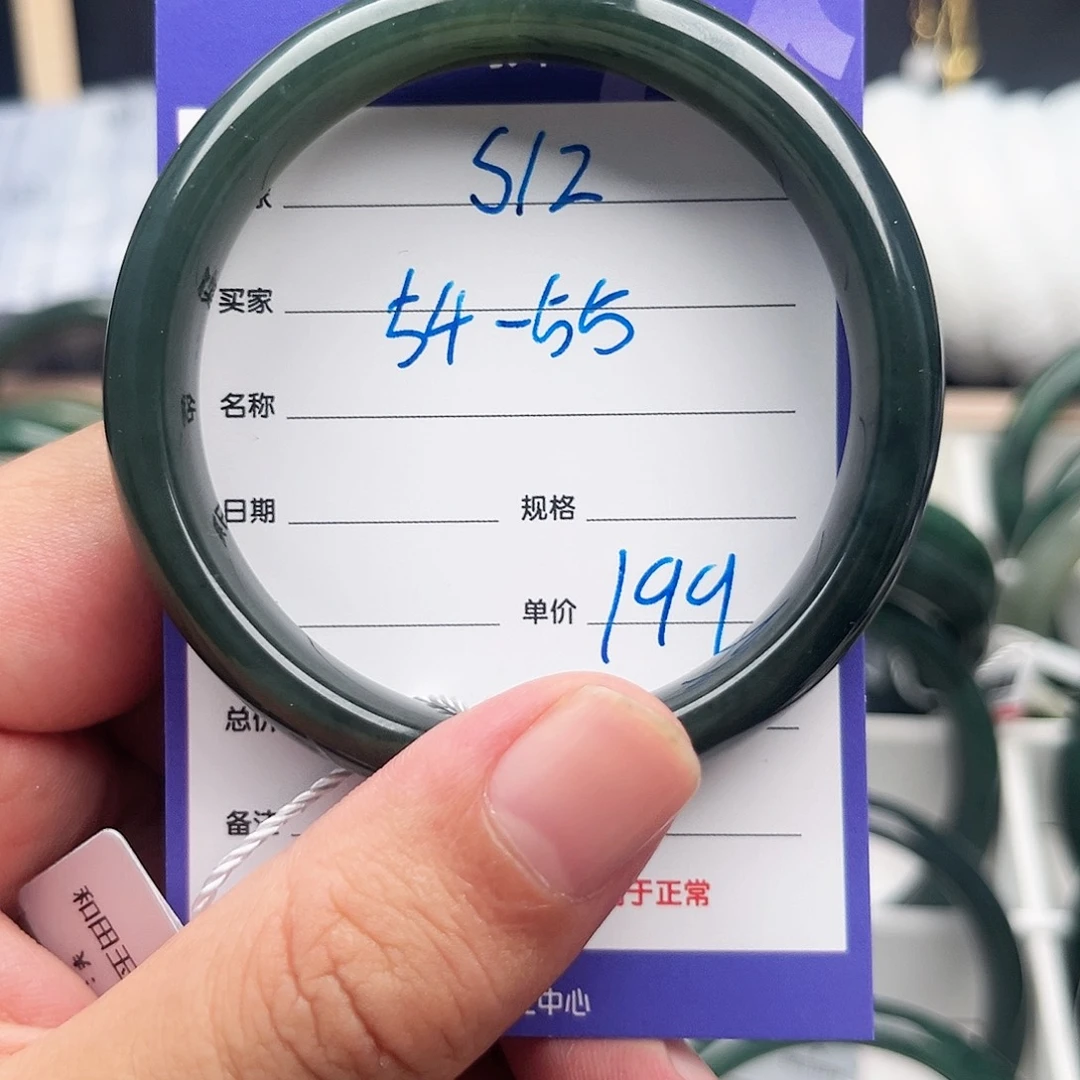 S12
买家 54-55
名称
日期 规格
单价 199
总价
备注
于正常
中心
和田玉